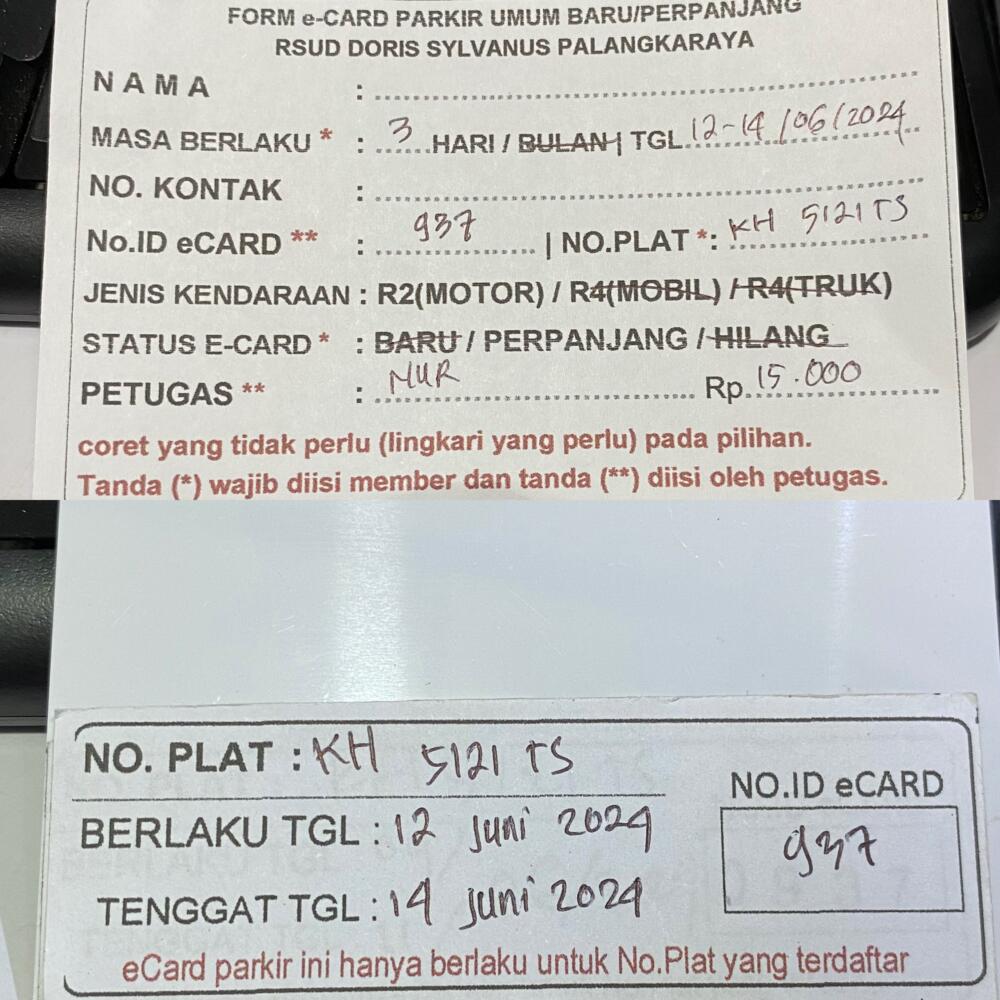 FORM e-CARD PARKIR UMUM BARU/PERPANJANG
RSUD DORIS SYLVANUS PALANGKARAYA
N A M A :
MASA BERLAKU * : 3 HARI / BULAN | TGL 12-14/06/2024
NO. KONTAK :
No.ID eCARD ** : 937 | NO.PLAT *: KH 5121 TS
JENIS KENDARAAN : R2(MOTOR) / R4(MOBIL) / R4(TRUK)
STATUS E-CARD * : BARU / PERPANJANG / HILANG
PETUGAS ** : NUR Rp. 15.000
coret yang tidak perlu (lingkari yang perlu) pada pilihan.
Tanda (*) wajib diisi member dan tanda (**) diisi oleh petugas.
NO. PLAT : KH 5121 TS
NO.ID eCARD
BERLAKU TGL : 12 juni 2024
937
TENGGAT TGL : 14 juni 2024
eCard parkir ini hanya berlaku untuk No.Plat yang terdaftar